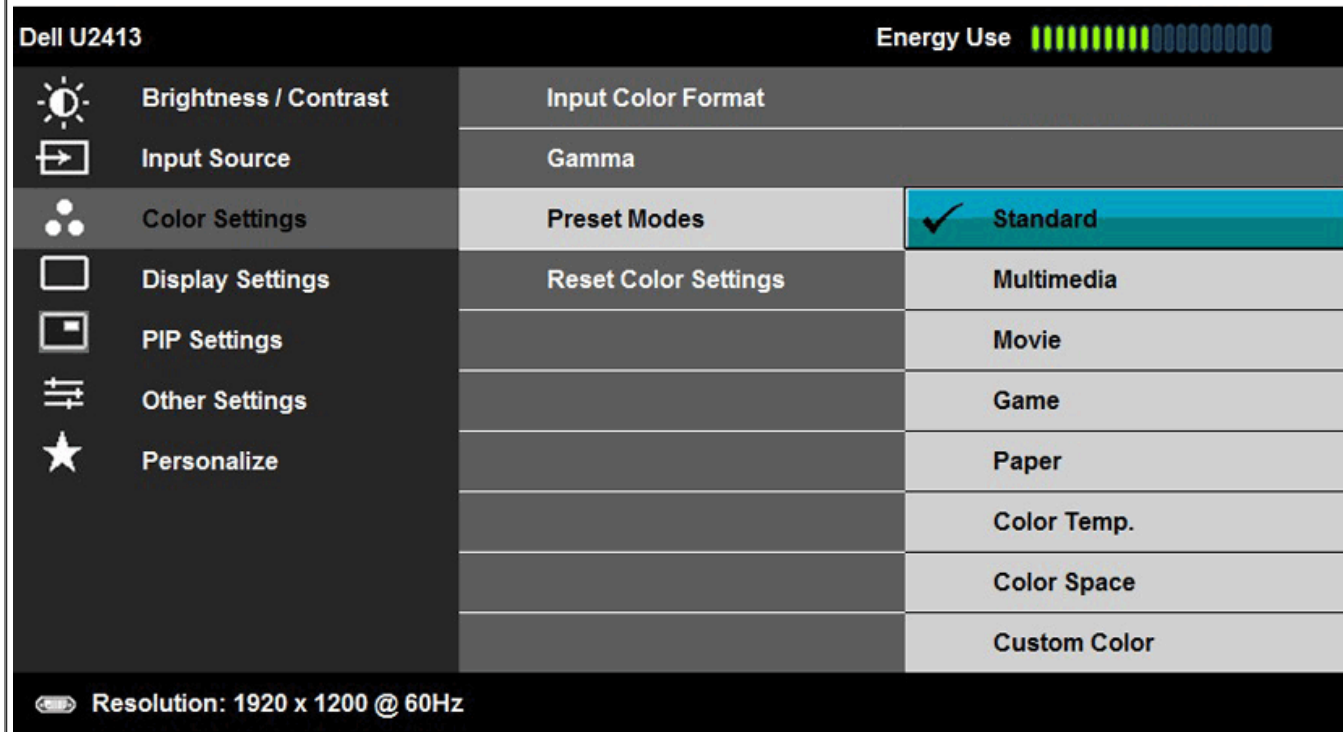 Dell U2413 Energy Use
Brightness / Contrast Input Color Format
Input Source Gamma
Color Settings Preset Modes Standard
Display Settings Reset Color Settings Multimedia
PIP Settings Movie
Other Settings Game
Personalize Paper
Color Temp.
Color Space
Custom Color
Resolution: 1920 x 1200 @ 60Hz